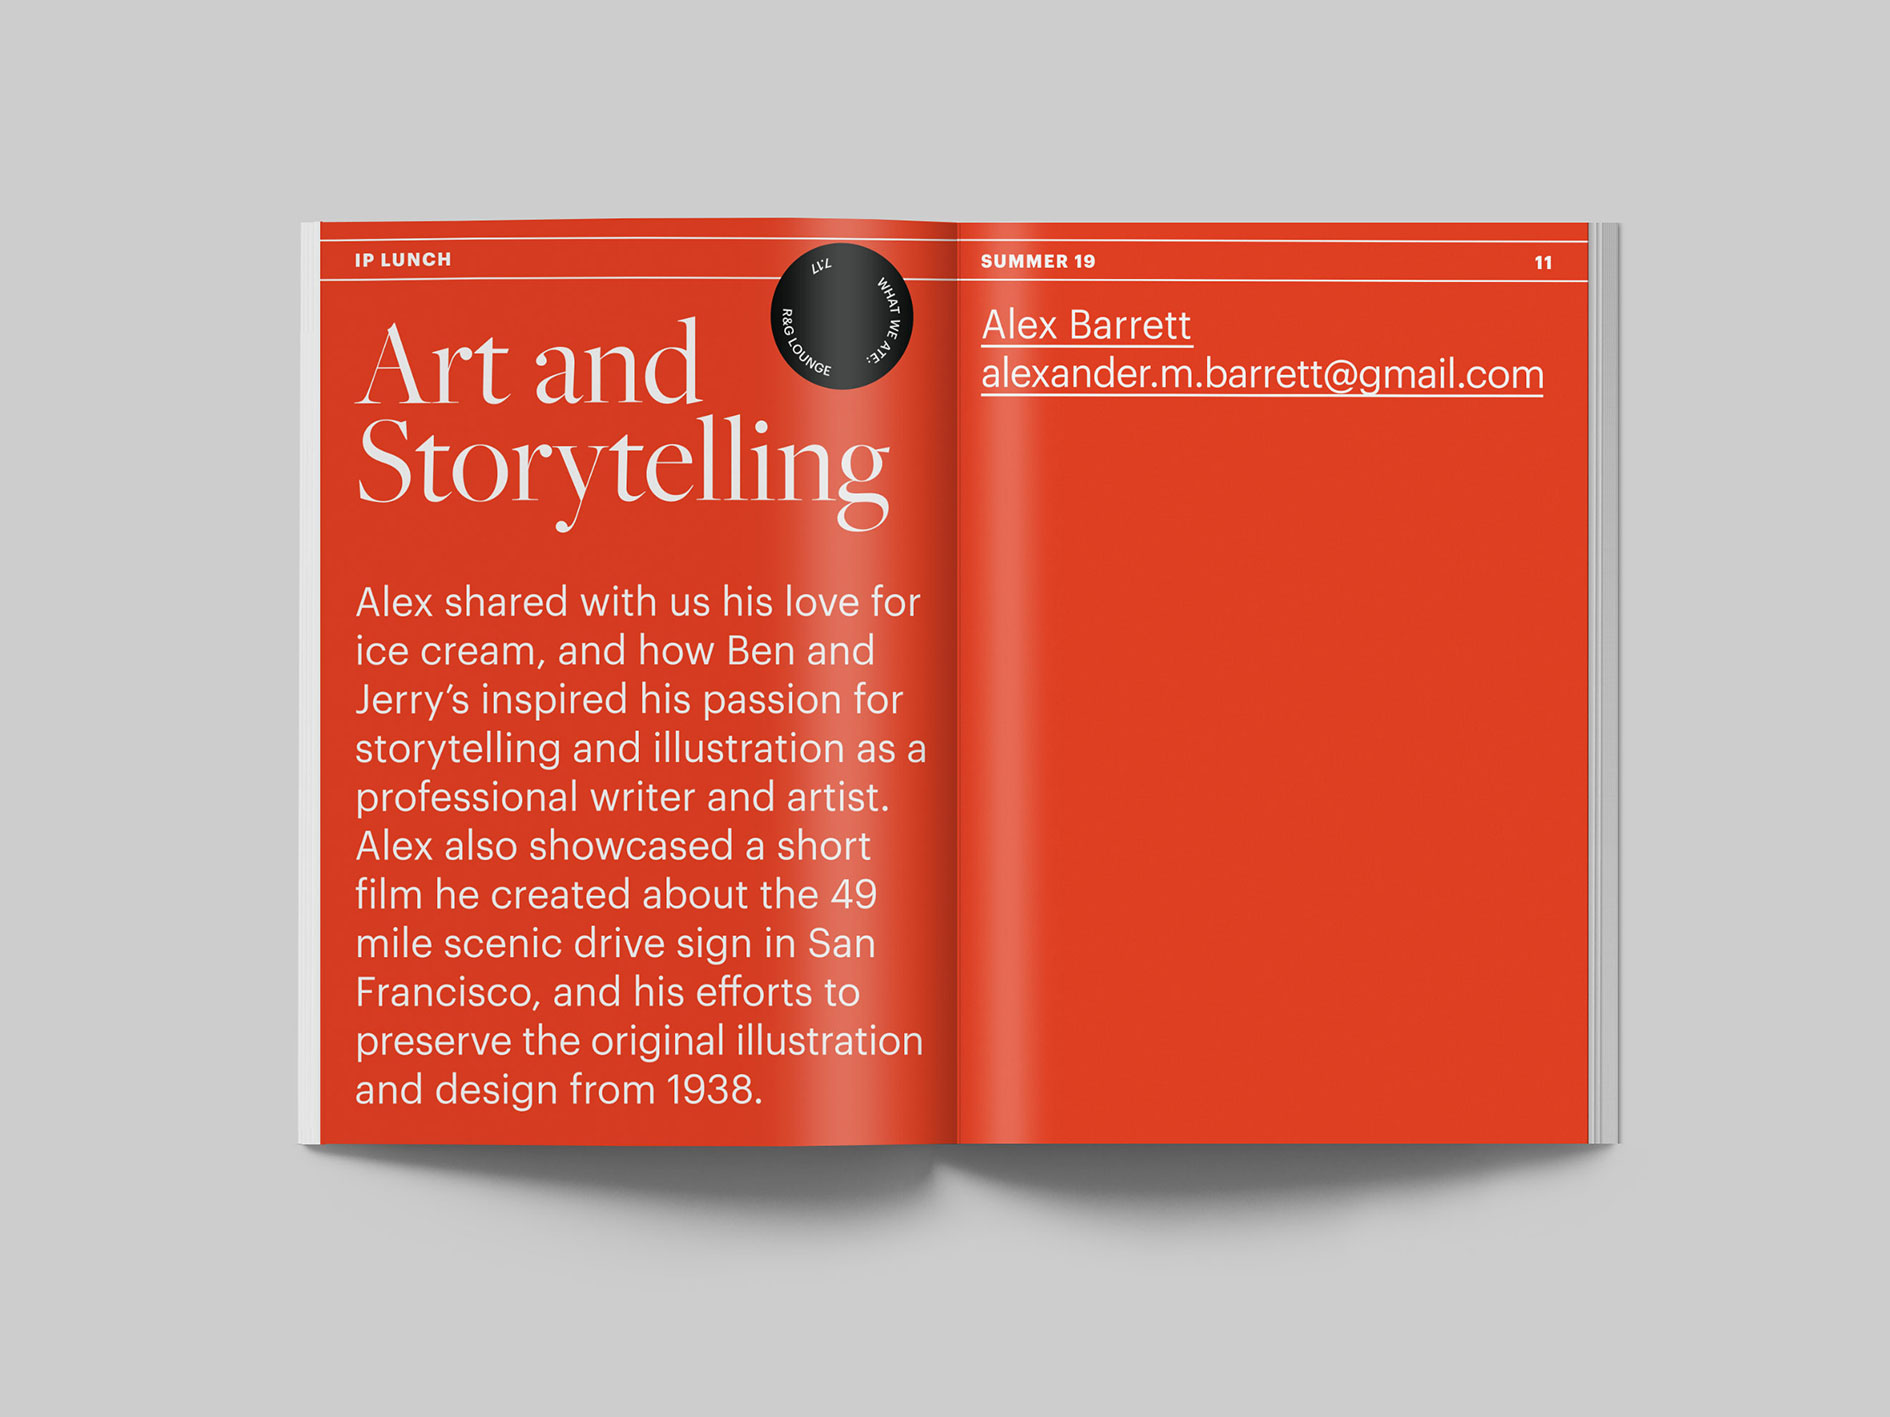 IP LUNCH
WHAT WE ATE:
R&G LOUNGE
Art and
Storytelling
Alex shared with us his love for
ice cream, and how Ben and
Jerry’s inspired his passion for
storytelling and illustration as a
professional writer and artist.
Alex also showcased a short
film he created about the 49
mile scenic drive sign in San
Francisco, and his efforts to
preserve the original illustration
and design from 1938.
SUMMER 19
11
Alex Barrett
alexander.m.barrett@gmail.com